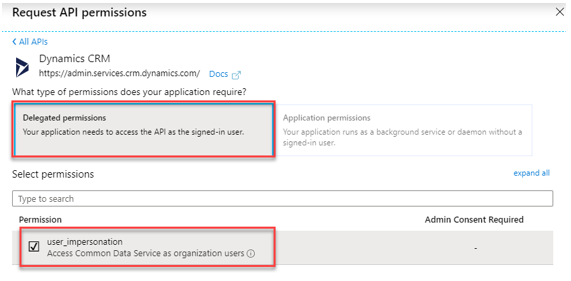 Request API permissions
< All APIs
Dynamics CRM
https://admin.services.crm.dynamics.com/ Docs
What type of permissions does your application require?
Delegated permissions
Your application needs to access the API as the signed-in user.
Application permissions
Your application runs as a background service or daemon without a
signed-in user.
Select permissions
expand all
Type to search
Permission
Admin Consent Required
user_impersonation
Access Common Data Service as organization users
-